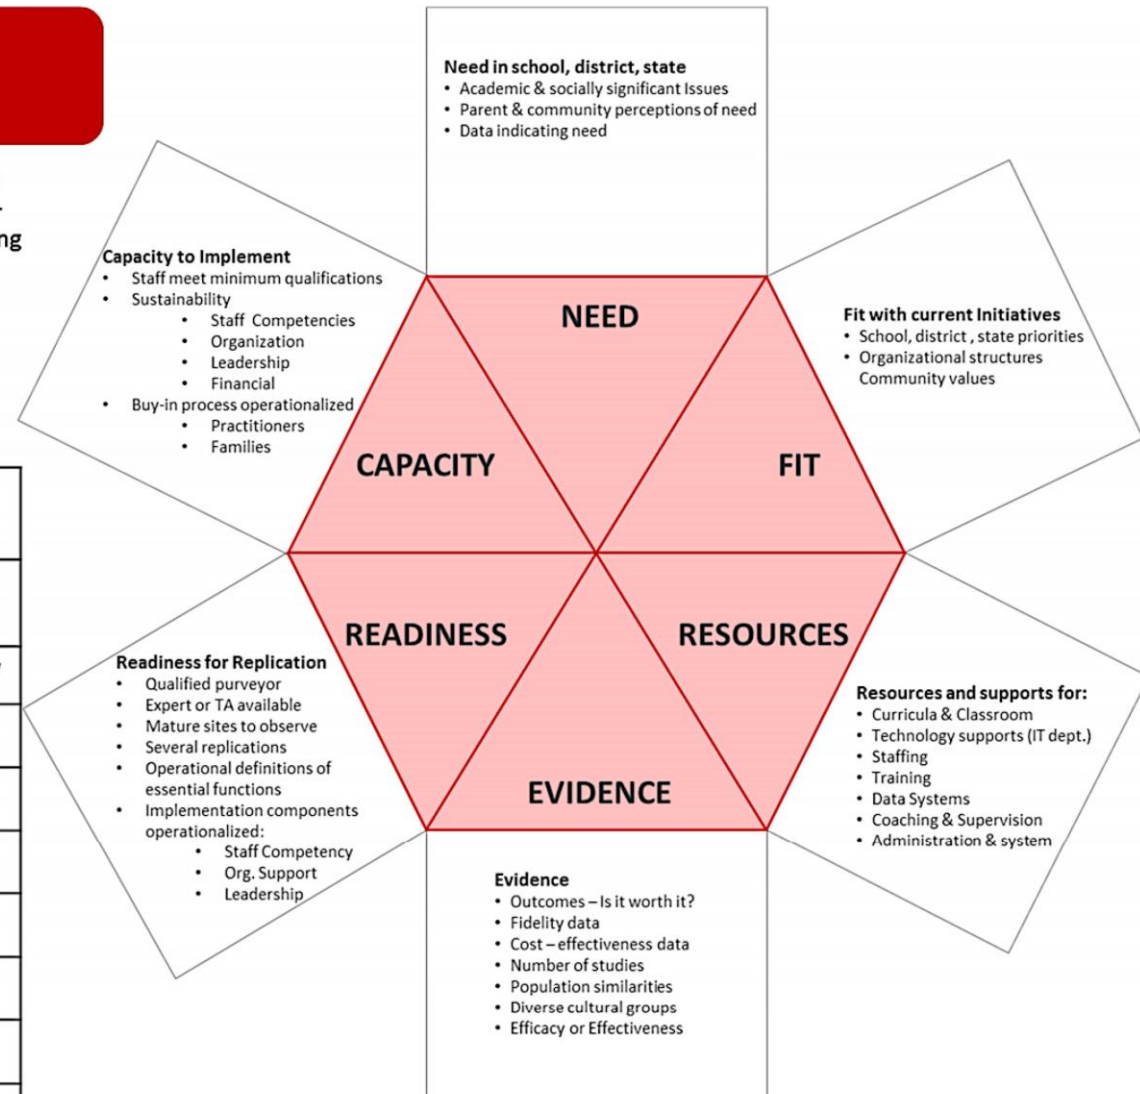 ng
Need in school, district, state
• Academic & socially significant Issues
• Parent & community perceptions of need
• Data indicating need
Capacity to Implement
• Staff meet minimum qualifications
• Sustainability
• Staff Competencies
• Organization
• Leadership
• Financial
• Buy-in process operationalized
• Practitioners
• Families
Fit with current Initiatives
• School, district , state priorities
• Organizational structures
Community values
NEED
CAPACITY
FIT
READINESS
RESOURCES
EVIDENCE
Readiness for Replication
• Qualified purveyor
• Expert or TA available
• Mature sites to observe
• Several replications
• Operational definitions of
essential functions
• Implementation components
operationalized:
• Staff Competency
• Org. Support
• Leadership
Resources and supports for:
• Curricula & Classroom
• Technology supports (IT dept.)
• Staffing
• Training
• Data Systems
• Coaching & Supervision
• Administration & system
Evidence
• Outcomes – Is it worth it?
• Fidelity data
• Cost – effectiveness data
• Number of studies
• Population similarities
• Diverse cultural groups
• Efficacy or Effectiveness